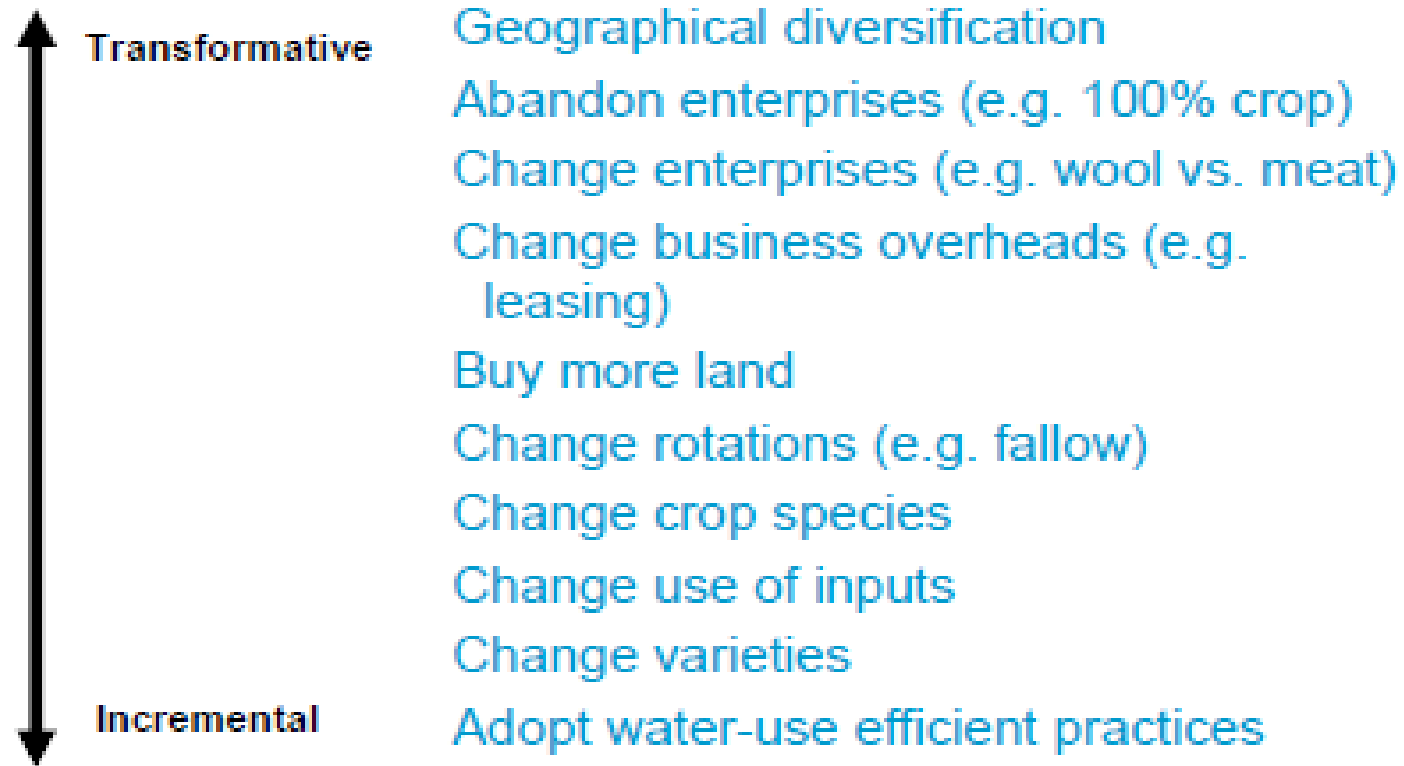 Transformative
Geographical diversification
Abandon enterprises (e.g. 100% crop)
Change enterprises (e.g. wool vs. meat)
Change business overheads (e.g.
leasing)
Buy more land
Change rotations (e.g. fallow)
Change crop species
Change use of inputs
Change varieties
Incremental
Adopt water-use efficient practices